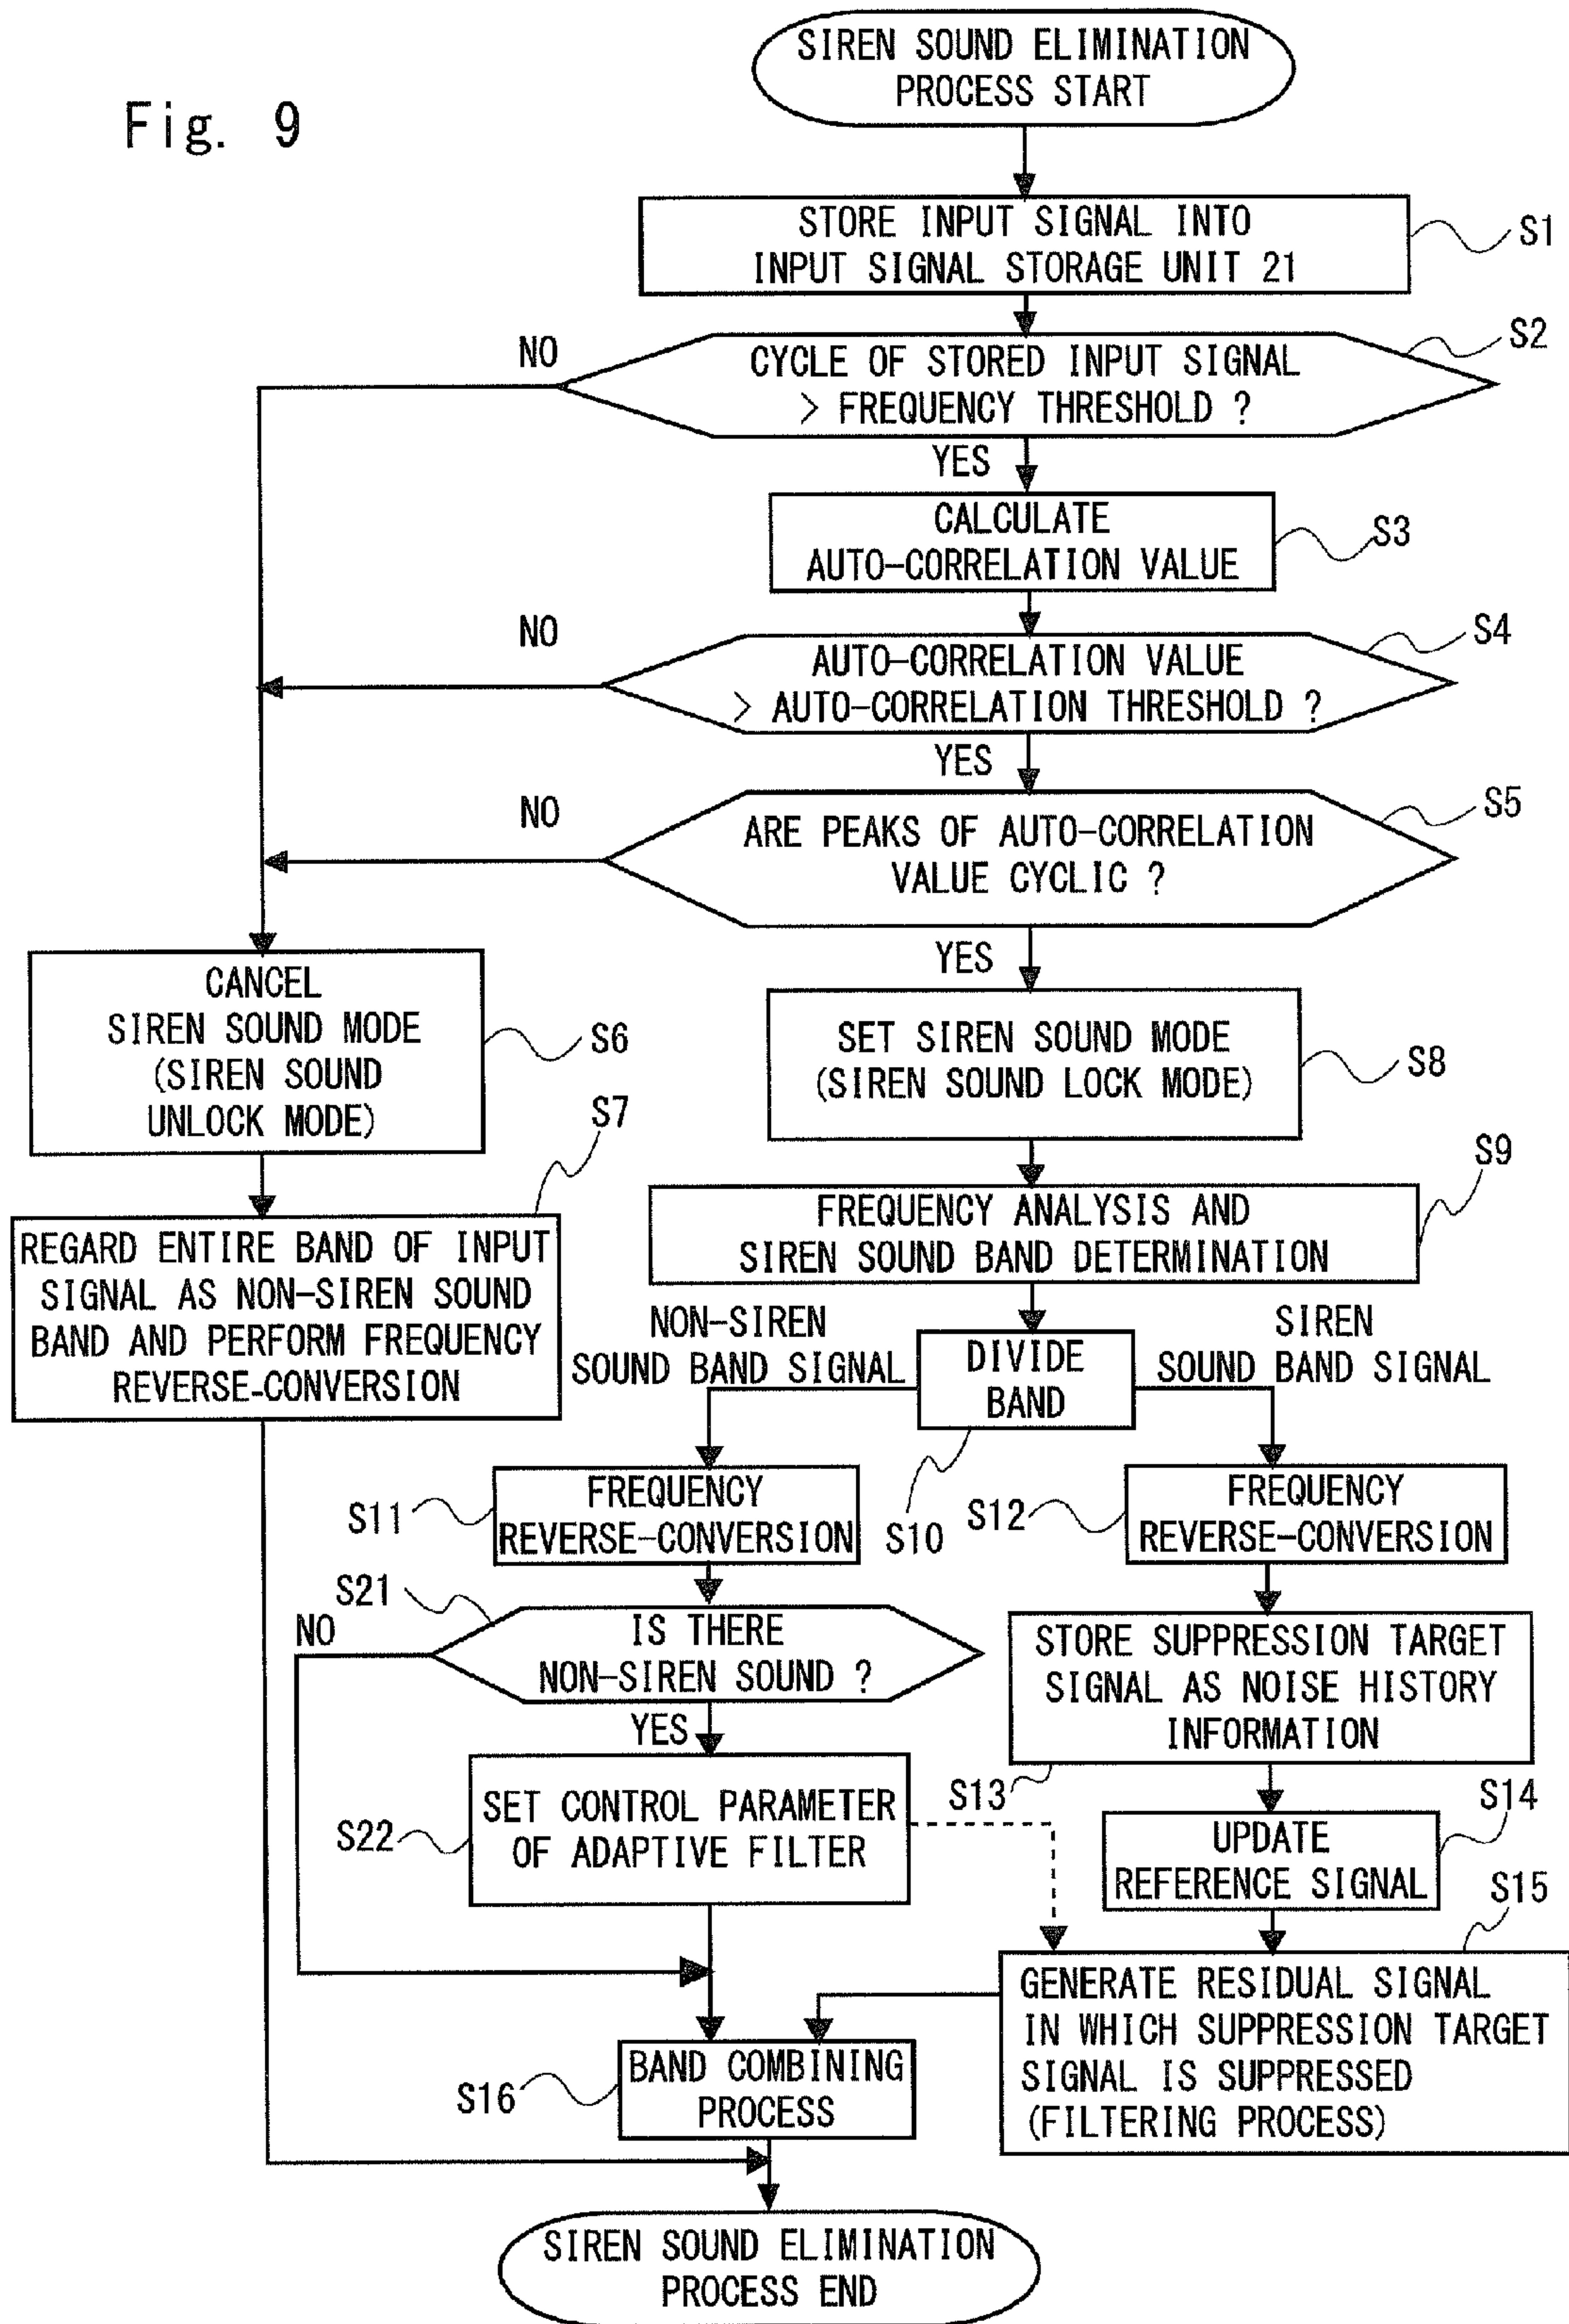 SIREN SOUND ELIMINATION
PROCESS START
Fig. 9
STORE INPUT SIGNAL INTO
INPUT SIGNAL STORAGE UNIT 21
S1
NO
CYCLE OF STORED INPUT SIGNAL
> FREQUENCY THRESHOLD ?
S2
YES
CALCULATE
AUTO-CORRELATION VALUE
S3
NO
AUTO-CORRELATION VALUE
> AUTO-CORRELATION THRESHOLD ?
S4
YES
NO
ARE PEAKS OF AUTO-CORRELATION
VALUE CYCLIC ?
S5
YES
CANCEL
SIREN SOUND MODE
(SIREN SOUND
UNLOCK MODE)
S6
SET SIREN SOUND MODE
(SIREN SOUND LOCK MODE)
S8
S7
REGARD ENTIRE BAND OF INPUT
SIGNAL AS NON-SIREN SOUND
BAND AND PERFORM FREQUENCY
REVERSE-CONVERSION
FREQUENCY ANALYSIS AND
SIREN SOUND BAND DETERMINATION
S9
NON-SIREN
SOUND BAND SIGNAL
DIVIDE
BAND
SIREN
SOUND BAND SIGNAL
S10
S11
FREQUENCY
REVERSE-CONVERSION
S12
FREQUENCY
REVERSE-CONVERSION
S21
NO
IS THERE
NON-SIREN SOUND ?
YES
STORE SUPPRESSION TARGET
SIGNAL AS NOISE HISTORY
INFORMATION
S13
S22
SET CONTROL PARAMETER
OF ADAPTIVE FILTER
S14
UPDATE
REFERENCE SIGNAL
S15
GENERATE RESIDUAL SIGNAL
IN WHICH SUPPRESSION TARGET
SIGNAL IS SUPPRESSED
(FILTERING PROCESS)
S16
BAND COMBINING
PROCESS
SIREN SOUND ELIMINATION
PROCESS END